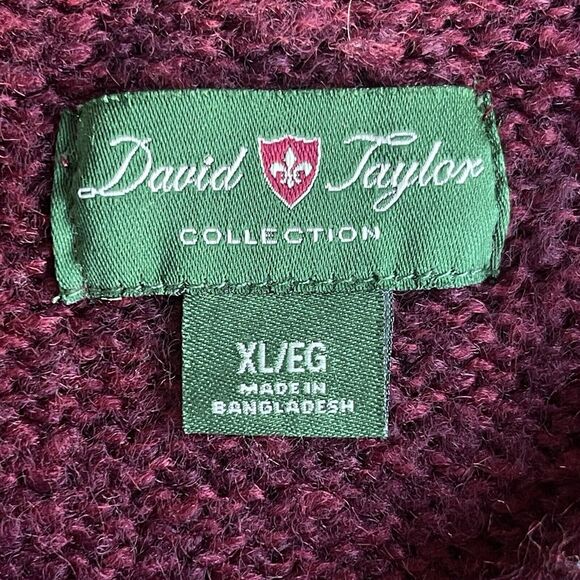 David Taylor
COLLECTION
XL/EG
MADE IN
BANGLADESH